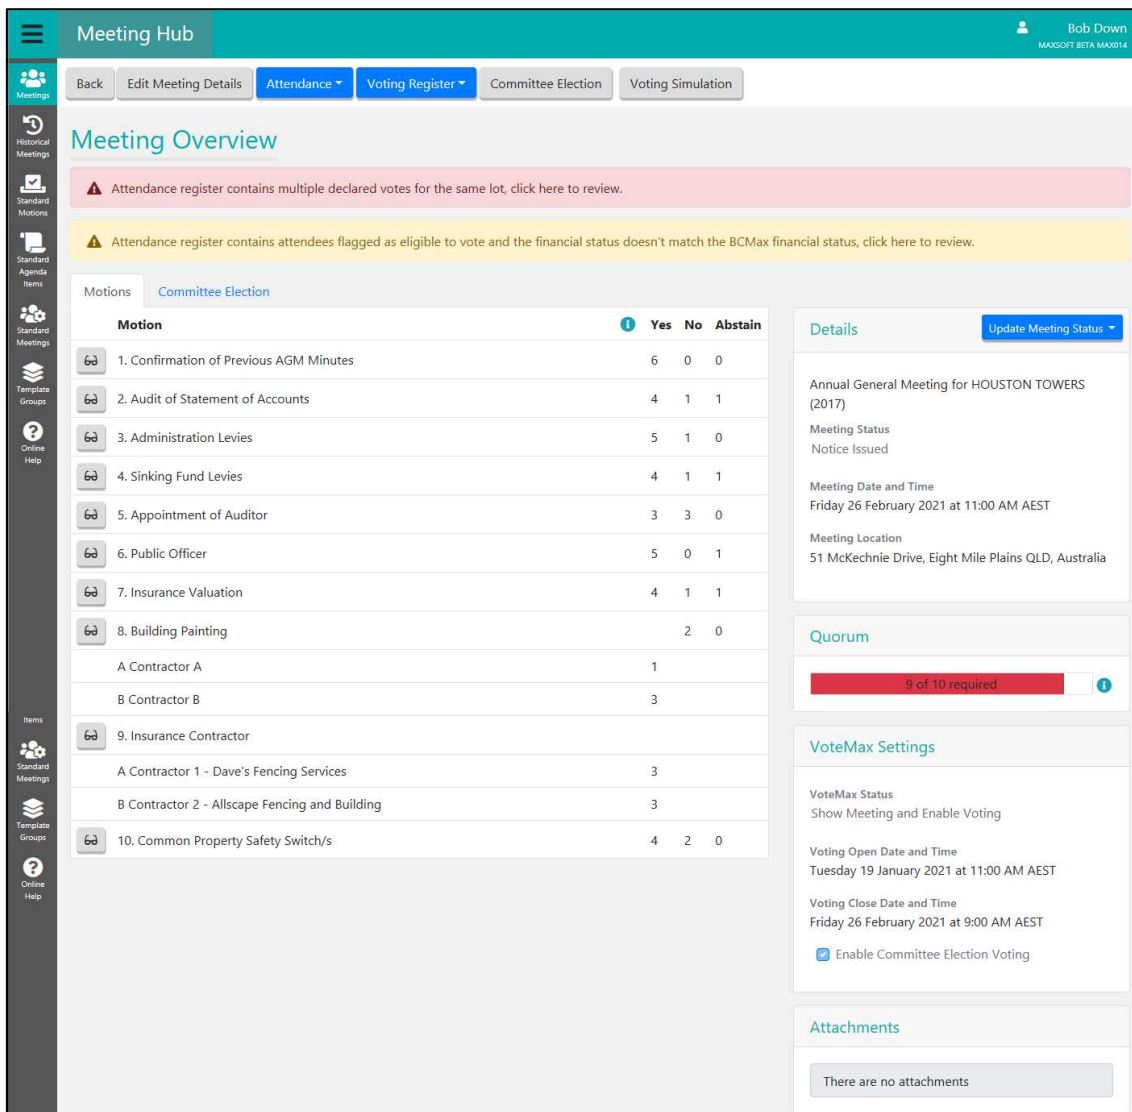 Meeting Hub
Bob Down
MAXSOFT BETA MAX014
Meetings
Historical
Meetings
Standard
Motions
Standard
Agenda
Items
Standard
Meetings
Template
Groups
Online
Help
Items
Standard
Meetings
Template
Groups
Online
Help
Back Edit Meeting Details Attendance Voting Register Committee Election Voting Simulation
Meeting Overview
Attendance register contains multiple declared votes for the same lot, click here to review.
Attendance register contains attendees flagged as eligible to vote and the financial status doesn't match the BCMax financial status, click here to review.
Motions Committee Election
Motion Yes No Abstain
1. Confirmation of Previous AGM Minutes 6 0 0
2. Audit of Statement of Accounts 4 1 1
3. Administration Levies 5 1 0
4. Sinking Fund Levies 4 1 1
5. Appointment of Auditor 3 3 0
6. Public Officer 5 0 1
7. Insurance Valuation 4 1 1
8. Building Painting 2 0
A Contractor A 1
B Contractor B 3
9. Insurance Contractor
A Contractor 1 - Dave's Fencing Services 3
B Contractor 2 - Allscape Fencing and Building 3
10. Common Property Safety Switch/s 4 2 0
Details Update Meeting Status
Annual General Meeting for HOUSTON TOWERS
(2017)
Meeting Status
Notice Issued
Meeting Date and Time
Friday 26 February 2021 at 11:00 AM AEST
Meeting Location
51 McKechnie Drive, Eight Mile Plains QLD, Australia
Quorum
9 of 10 required
VoteMax Settings
VoteMax Status
Show Meeting and Enable Voting
Voting Open Date and Time
Tuesday 19 January 2021 at 11:00 AM AEST
Voting Close Date and Time
Friday 26 February 2021 at 9:00 AM AEST
Enable Committee Election Voting
Attachments
There are no attachments